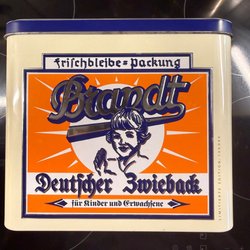 Frischbleibe=Packung
Brandt
Deutscher Zwieback
für Kinder und Erwachsene